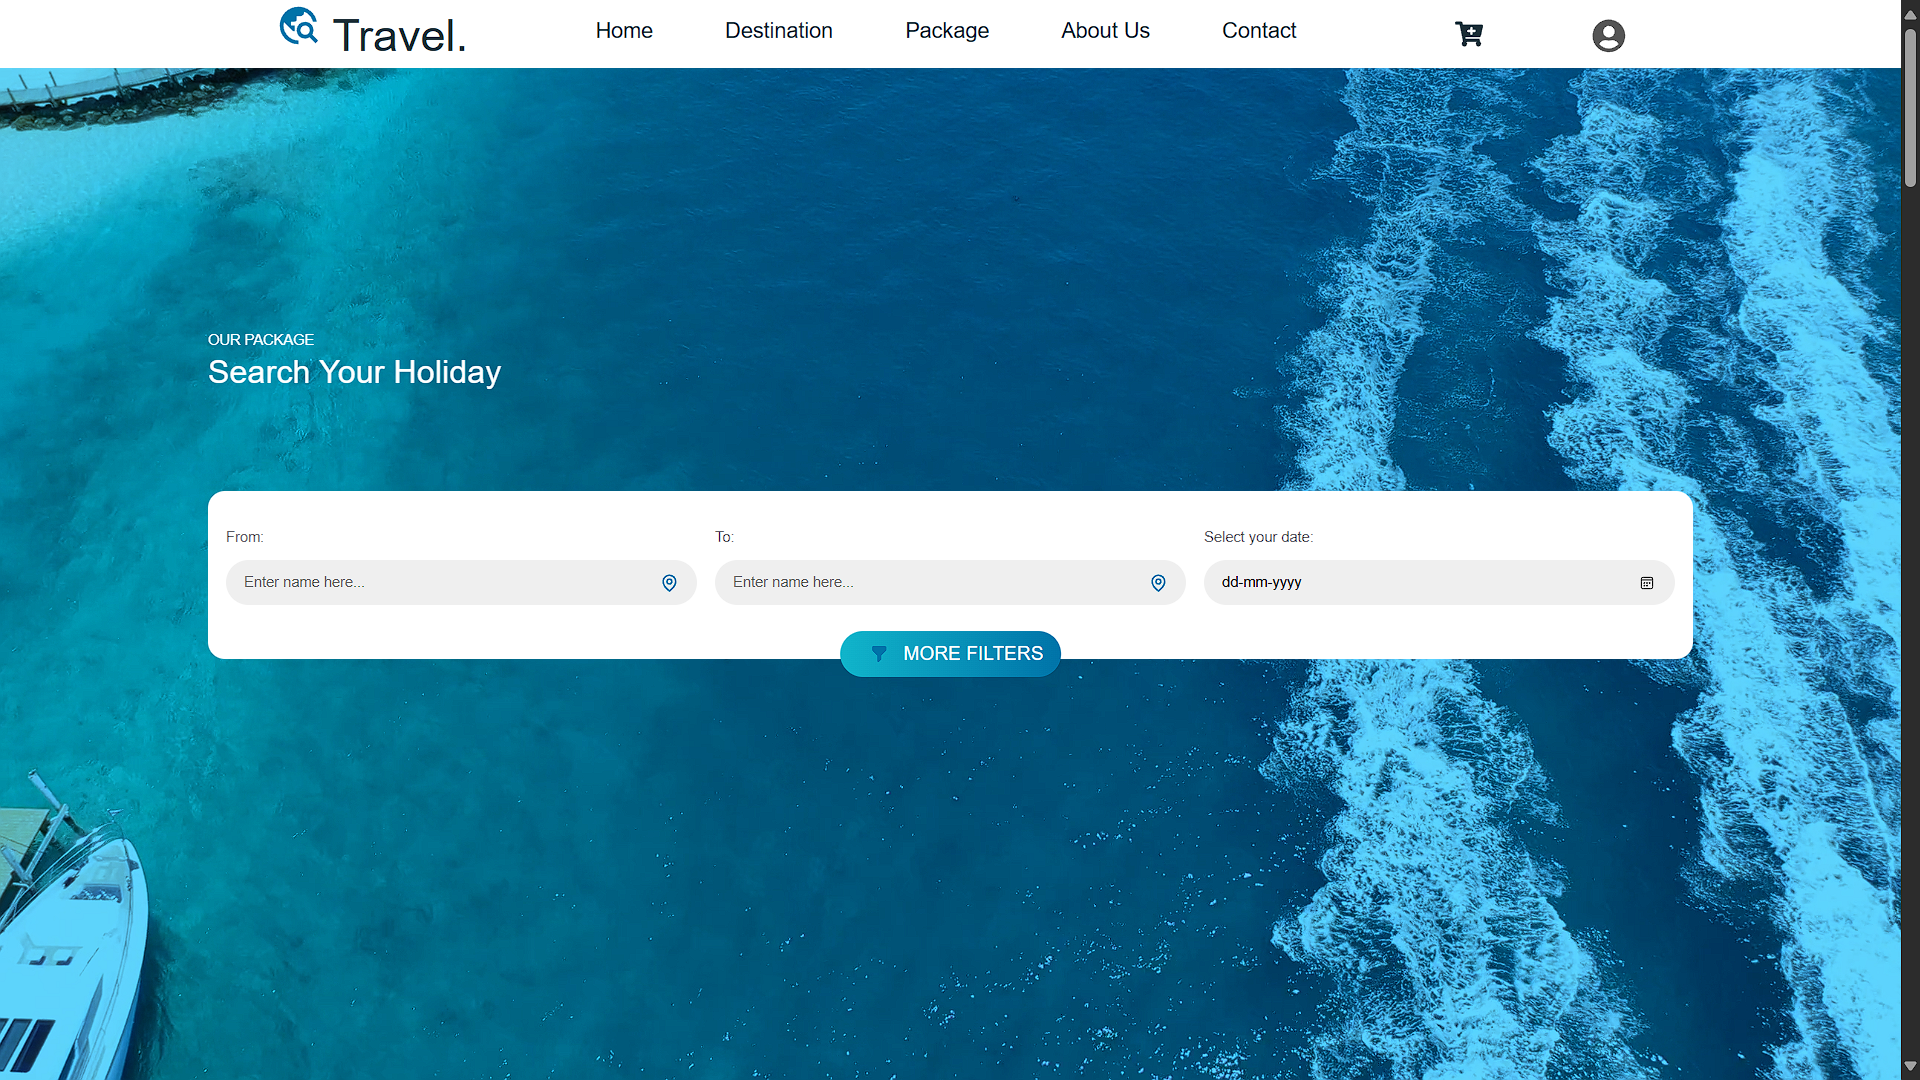 Travel.
Home
Destination
Package
About Us
Contact
OUR PACKAGE
Search Your Holiday
From:
To:
Select your date:
Enter name here...
Enter name here...
dd-mm-yyyy
MORE FILTERS